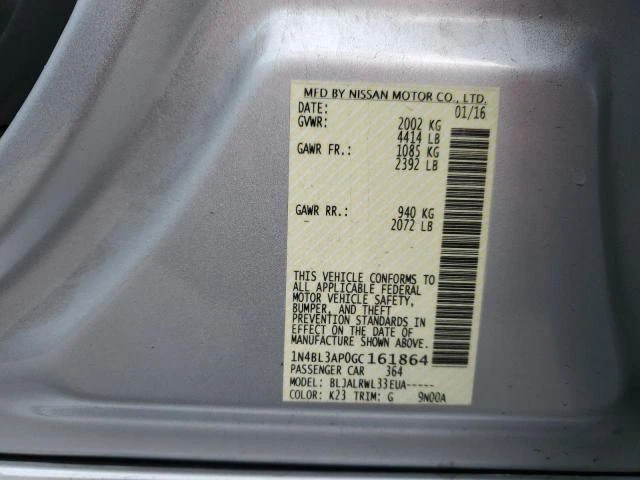 MFD BY NISSAN MOTOR CO., LTD.
DATE: 01/16
GVWR: 2002 KG
4414 LB
GAWR FR.: 1085 KG
2392 LB
GAWR RR.: 940 KG
2072 LB
THIS VEHICLE CONFORMS TO
ALL APPLICABLE FEDERAL
MOTOR VEHICLE SAFETY,
BUMPER, AND THEFT
PREVENTION STANDARDS IN
EFFECT ON THE DATE OF
MANUFACTURE SHOWN ABOVE.
1N4BL3AP0GC161864
PASSENGER CAR 364
MODEL: BLJALRWL33EUA-----
COLOR: K23 TRIM: G 9N00A